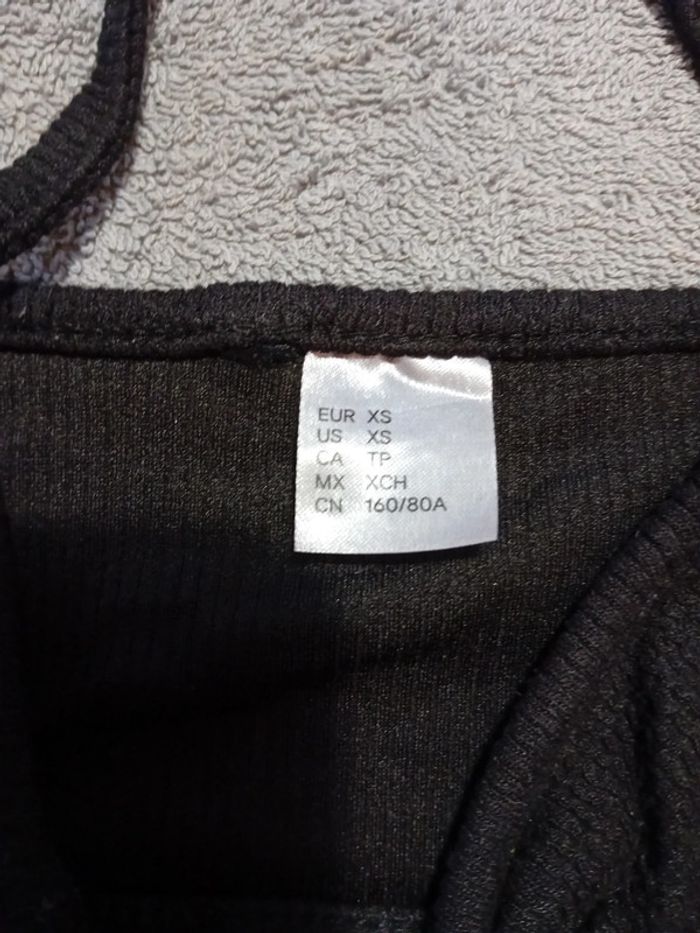 EUR XS
US XS
CA TP
MX XCH
CN 160/80A